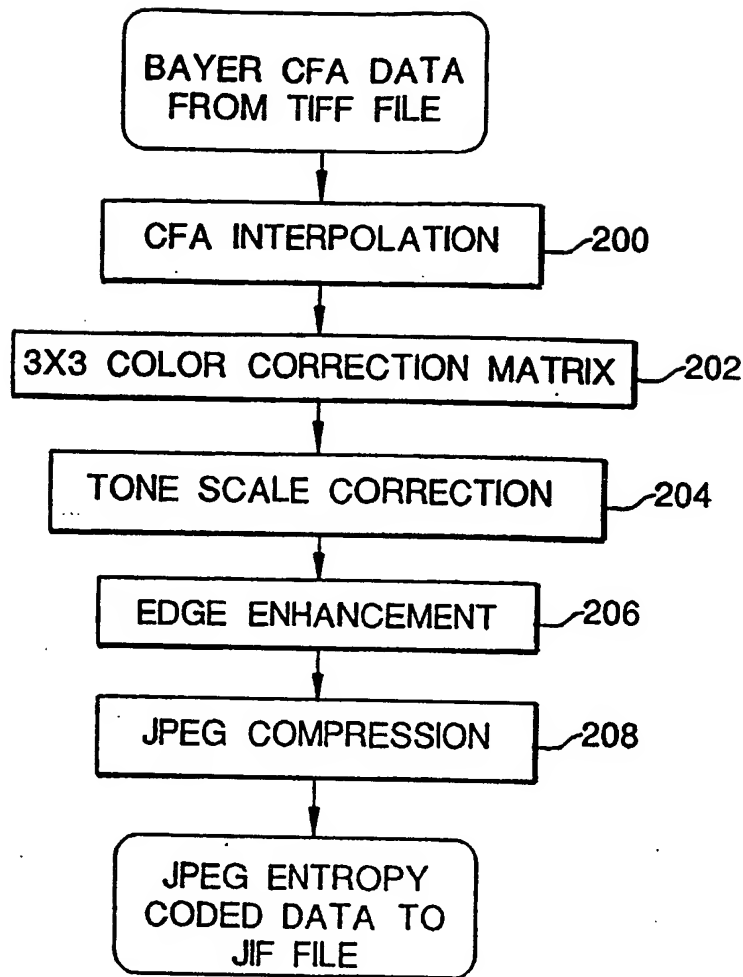 BAYER CFA DATA
FROM TIFF FILE
CFA INTERPOLATION
200
3X3 COLOR CORRECTION MATRIX
202
TONE SCALE CORRECTION
204
EDGE ENHANCEMENT
206
JPEG COMPRESSION
208
JPEG ENTROPY
CODED DATA TO
JIF FILE